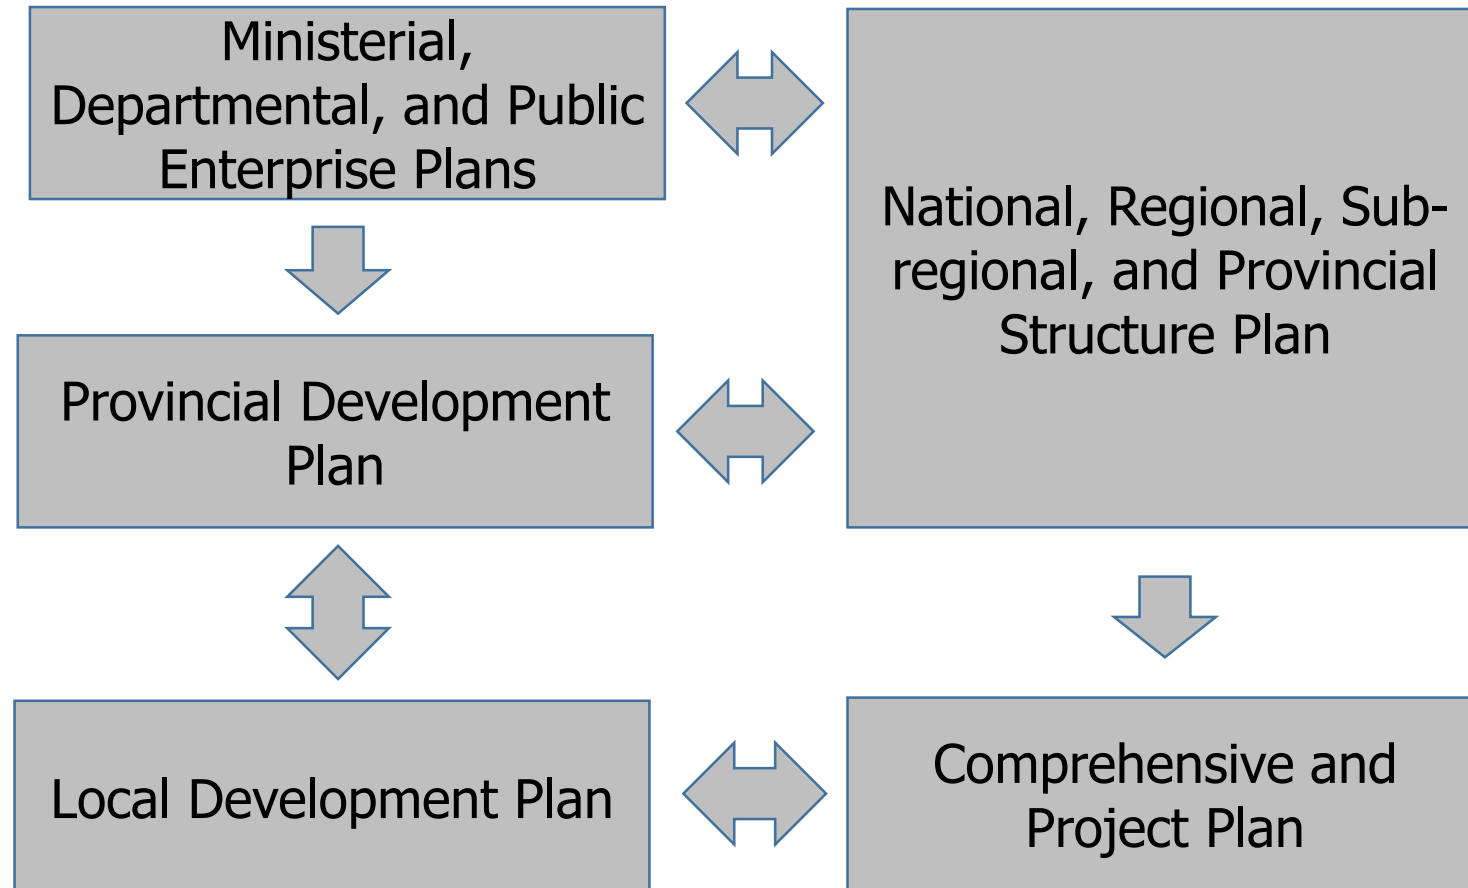 Ministerial,
Departmental, and Public
Enterprise Plans
National, Regional, Sub-
regional, and Provincial
Structure Plan
Provincial Development
Plan
Local Development Plan
Comprehensive and
Project Plan